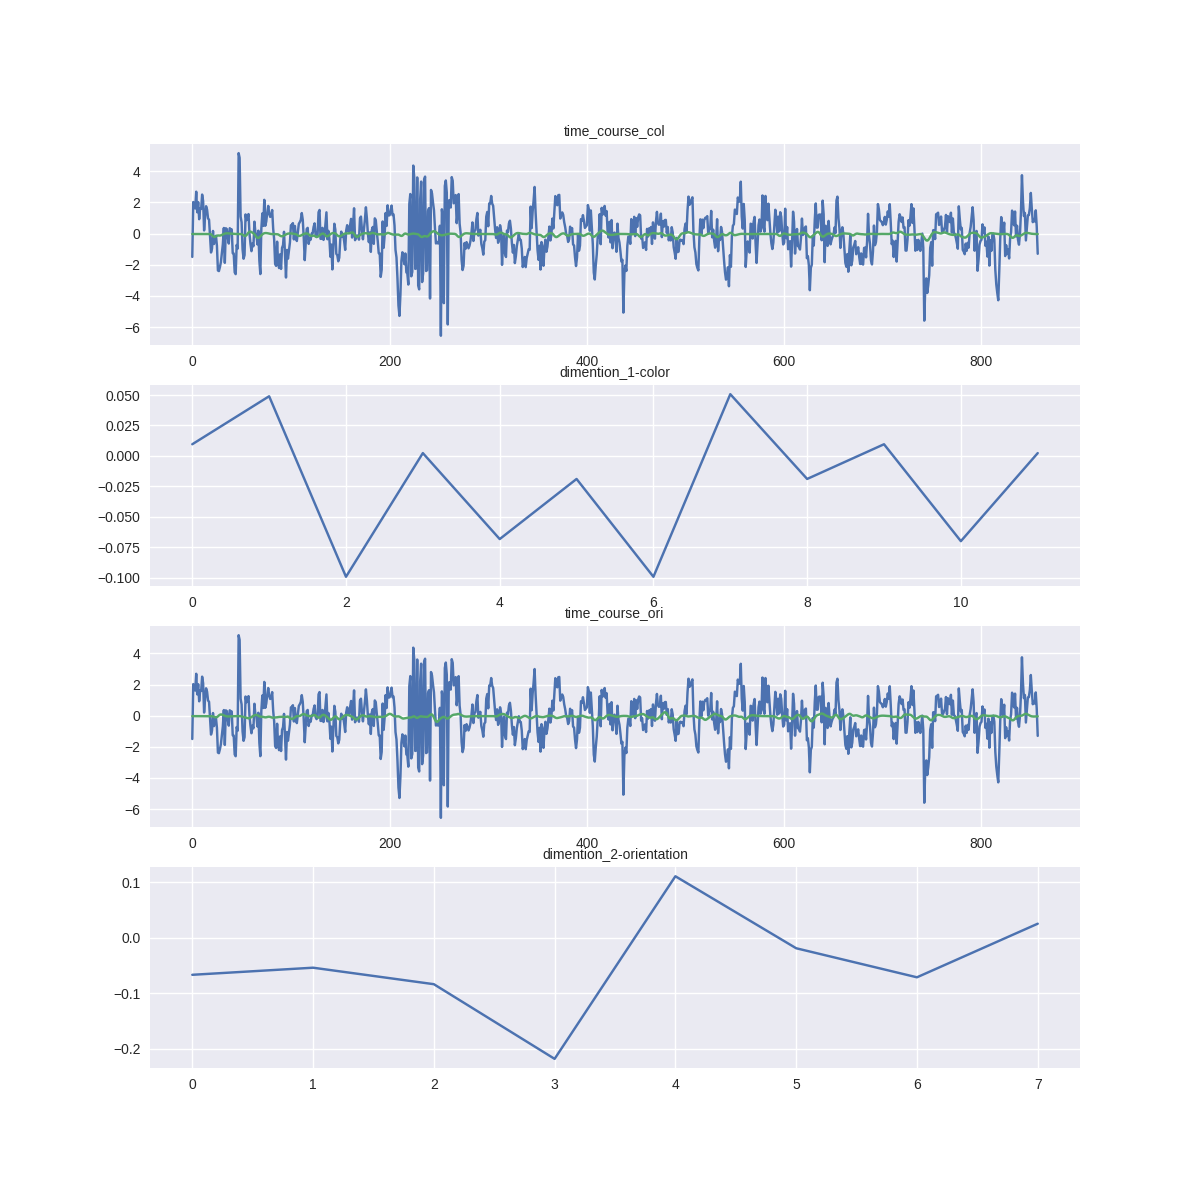 time_course_col
4
2
0
−2
−4
−6
0 200 400 600 800
dimention_1-color
0.050
0.025
0.000
−0.025
−0.050
−0.075
−0.100
0 2 4 6 8 10
time_course_ori
4
2
0
−2
−4
−6
0 200 400 600 800
dimention_2-orientation
0.1
0.0
−0.1
−0.2
0 1 2 3 4 5 6 7